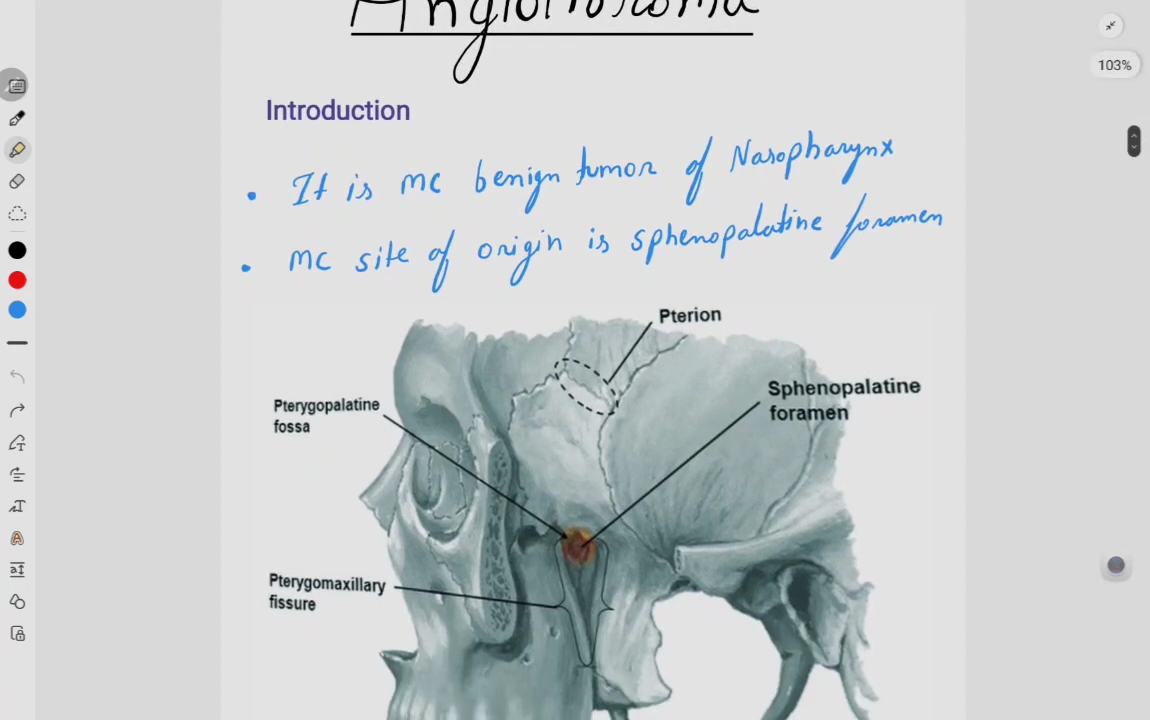 Angiofibroma
103%
Introduction
• It is mc benign tumor of Nasopharynx
• mc site of origin is sphenopalatine foramen
Pterion
Sphenopalatine
foramen
Pterygopalatine
fossa
Pterygomaxillary
fissure